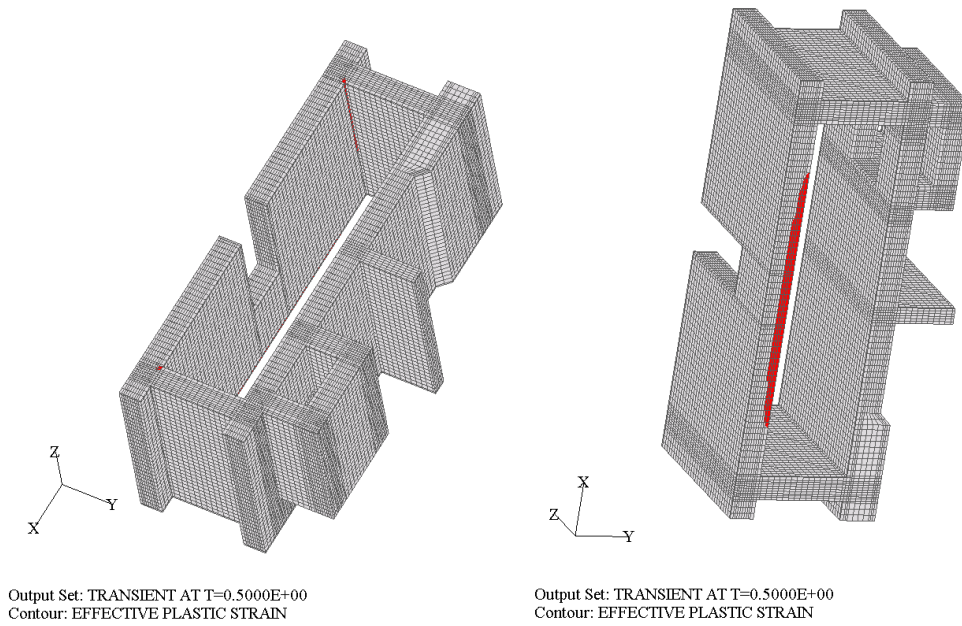 Z
Y
X
Output Set: TRANSIENT AT T=0.5000E+00
Contour: EFFECTIVE PLASTIC STRAIN
X
Z
Y
Output Set: TRANSIENT AT T=0.5000E+00
Contour: EFFECTIVE PLASTIC STRAIN